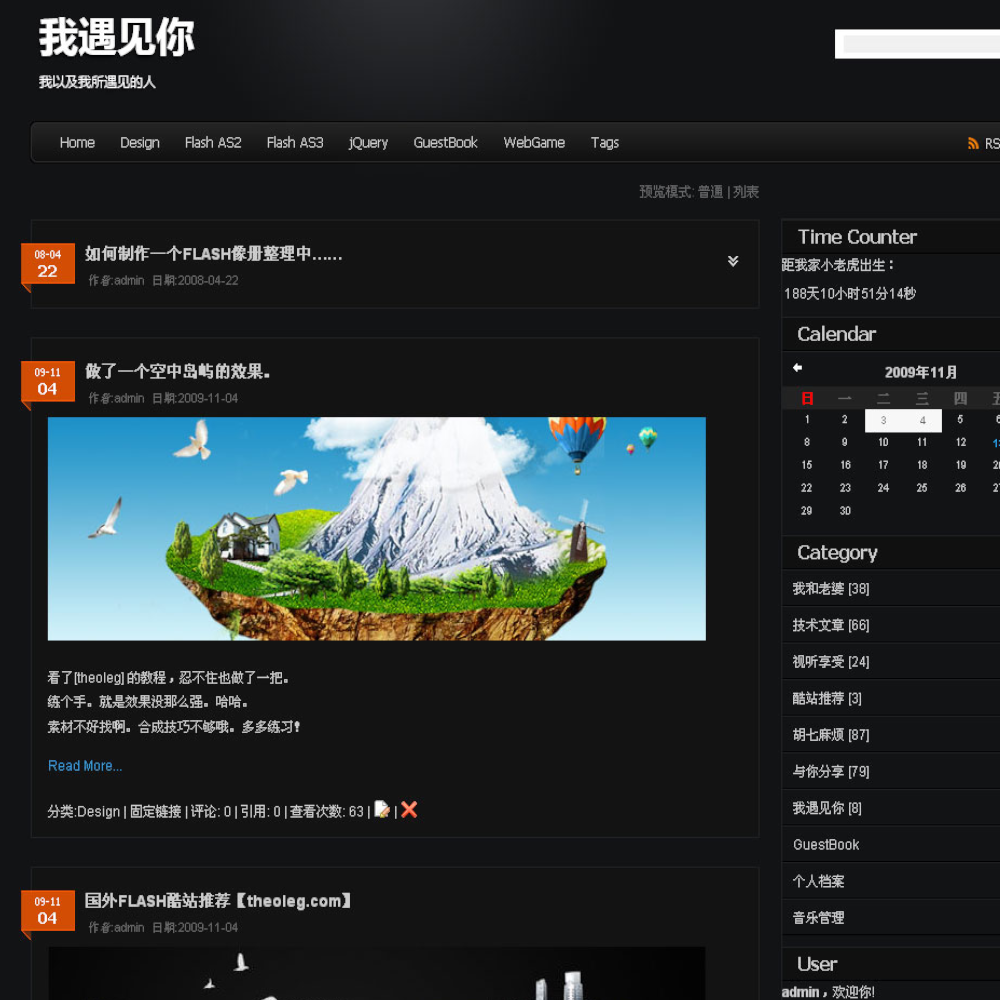 我遇见你
我以及我所遇见的人
Home Design Flash AS2 Flash AS3 jQuery GuestBook WebGame Tags
预览模式: 普通 | 列表
08-04
22
如何制作一个FLASH像册整理中......
作者:admin 日期:2008-04-22
09-11
04
做了一个空中岛屿的效果。
作者:admin 日期:2009-11-04
看了[theoleg]的教程，忍不住也做了一把。
练个手。就是效果没那么强。哈哈。
素材不好找啊。合成技巧不够哦。多多练习!
Read More...
分类:Design | 固定链接 | 评论: 0 | 引用: 0 | 查看次数: 63 | |
09-11
04
国外FLASH酷站推荐【theoleg.com】
作者:admin 日期:2009-11-04
Time Counter
距我家小老虎出生：
188天10小时51分14秒
Calendar
2009年11月
日 一 二 三 四 五
1 2 3 4 5
8 9 10 11 12
15 16 17 18 19
22 23 24 25 26
29 30
Category
我和老婆 [38]
技术文章 [66]
视听享受 [24]
酷站推荐 [3]
胡七麻烦 [87]
与你分享 [79]
我遇见你 [8]
GuestBook
个人档案
音乐管理
User
admin，欢迎你!